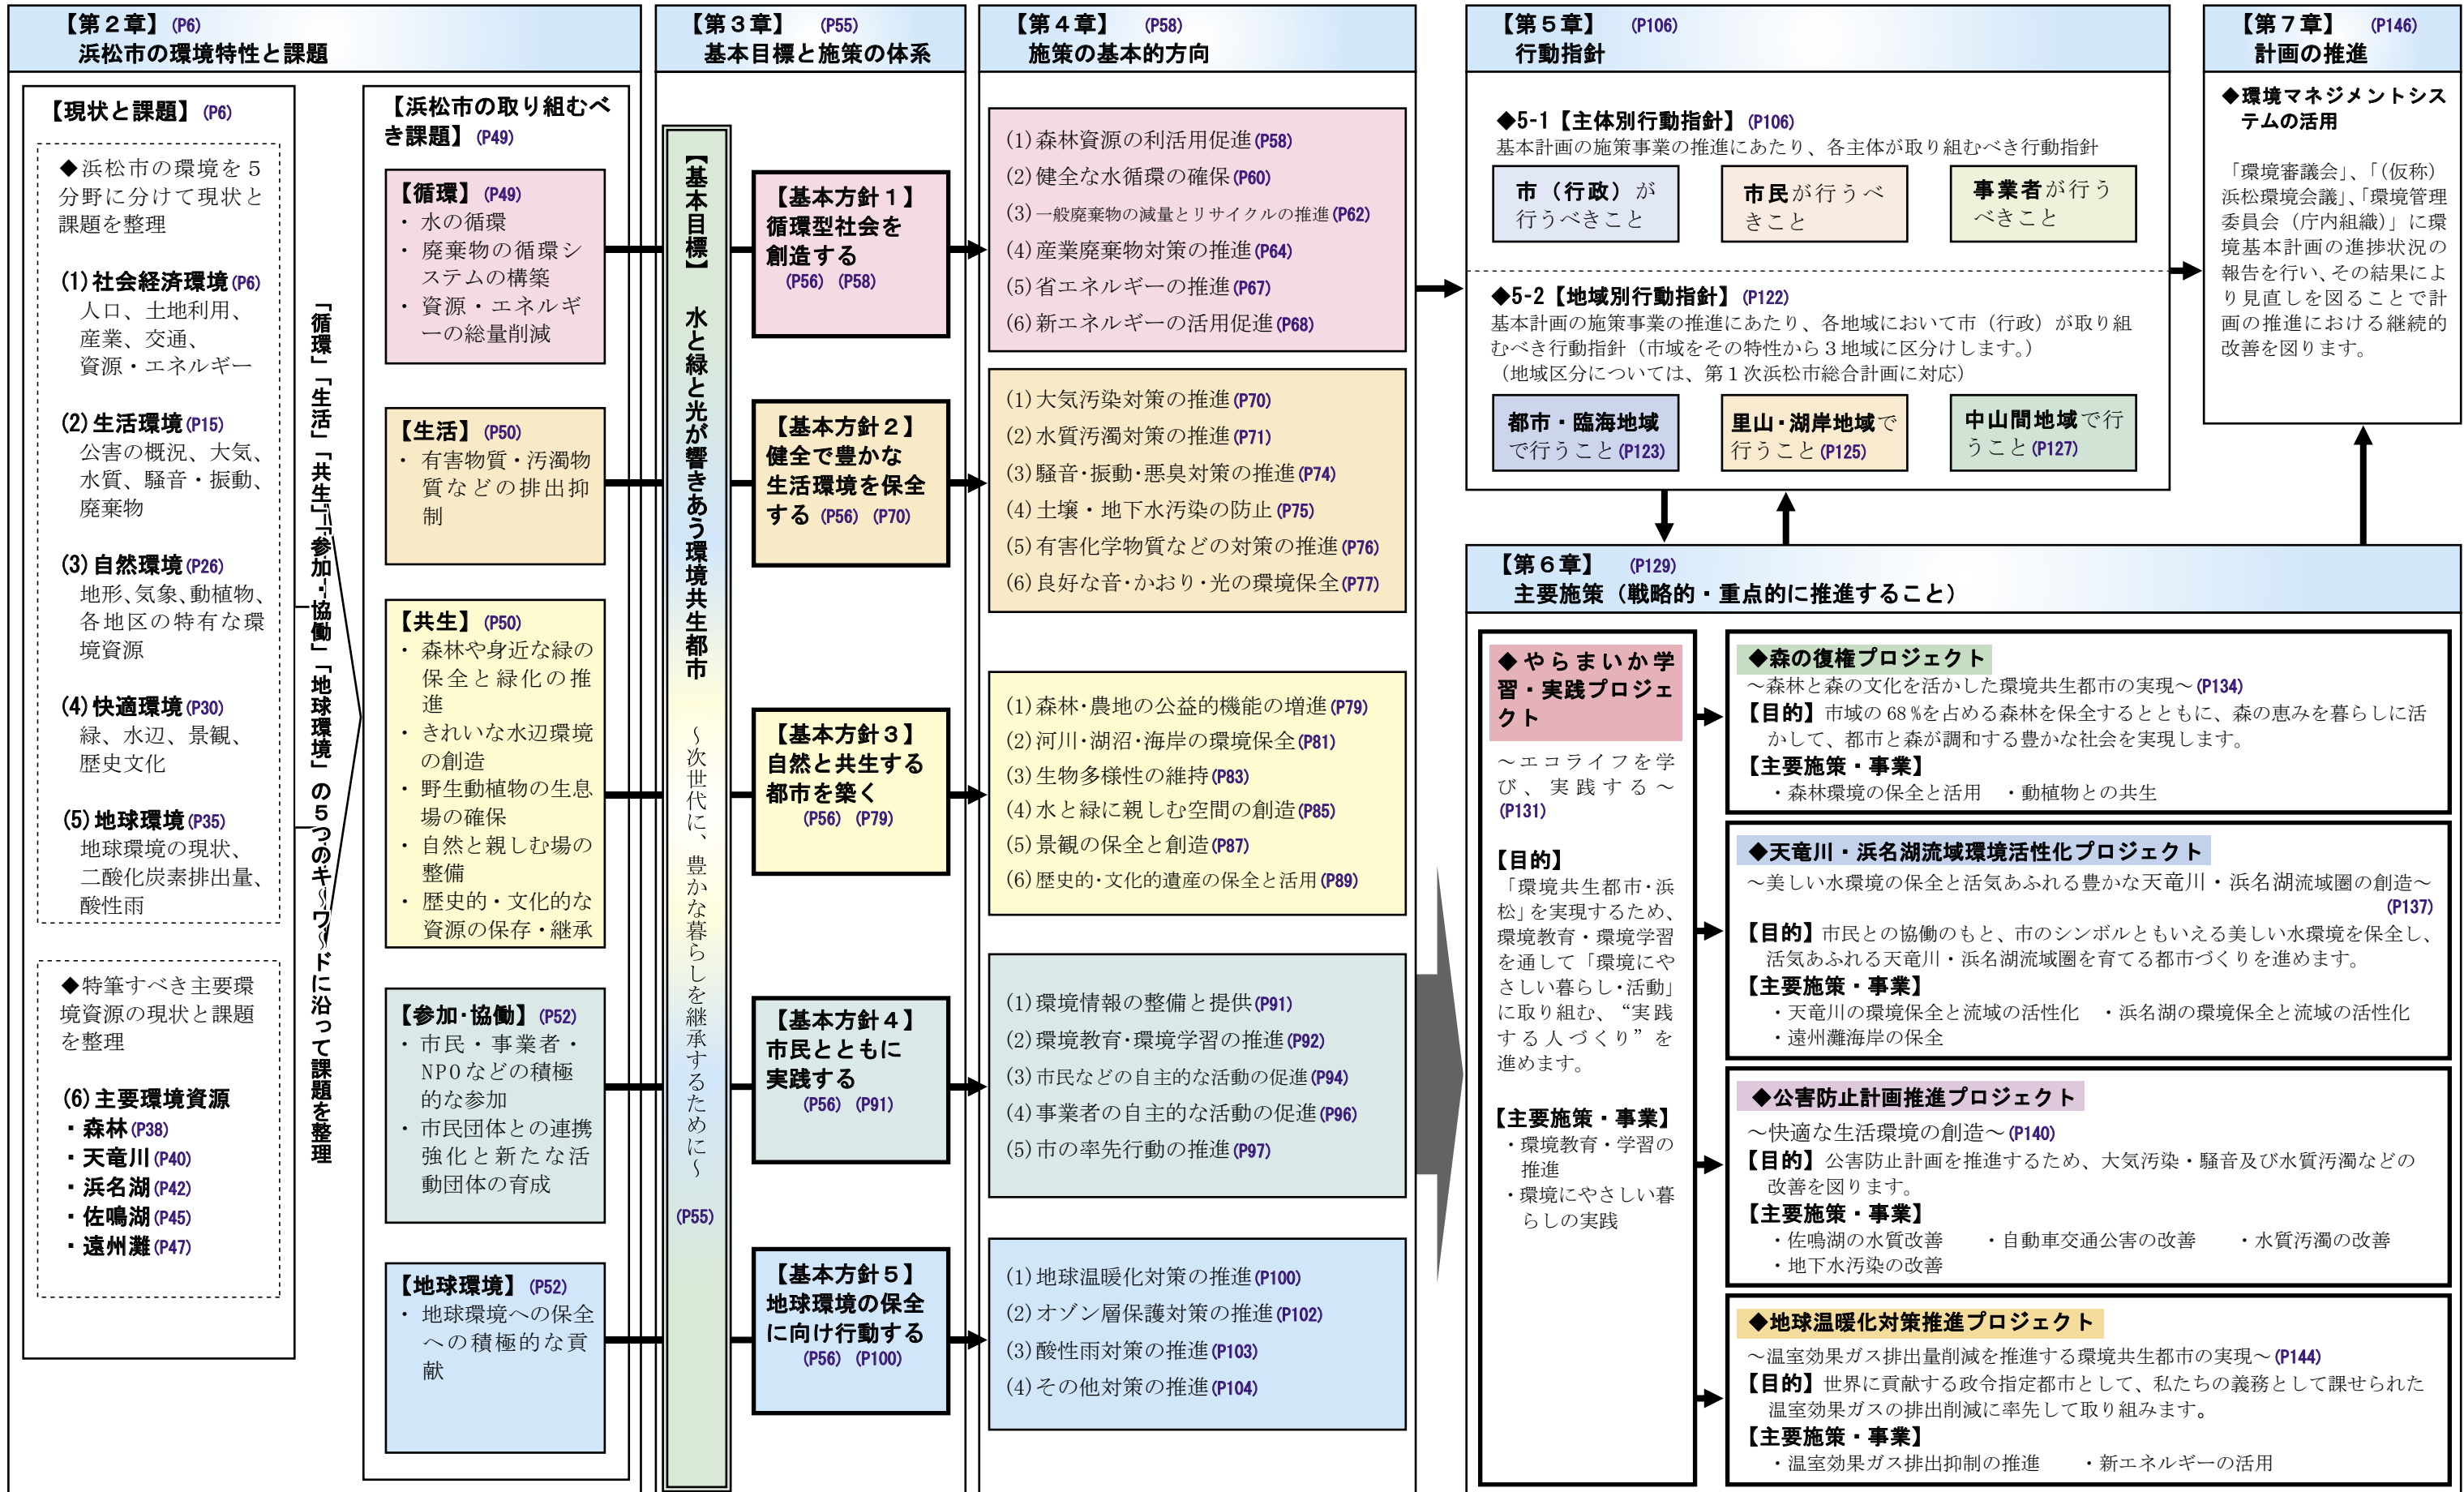 【第２章】(P6)
浜松市の環境特性と課題
【現状と課題】(P6)
◆浜松市の環境を５
分野に分けて現状と
課題を整理
(1)社会経済環境(P6)
人口、土地利用、
産業、交通、
資源・エネルギー
(2)生活環境(P15)
公害の概況、大気、
水質、騒音・振動、
廃棄物
(3)自然環境(P26)
地形、気象、動植物、
各地区の特有な環
境資源
(4)快適環境(P30)
緑、水辺、景観、
歴史文化
(5)地球環境(P35)
地球環境の現状、
二酸化炭素排出量、
酸性雨
◆特筆すべき主要環
境資源の現状と課題
を整理
(6)主要環境資源
・森林(P38)
・天竜川(P40)
・浜名湖(P42)
・佐鳴湖(P45)
・遠州灘(P47)
「循環」「生活」「共生」「参加・協働」「地球環境」の５つのキーワードに沿って課題を整理
【浜松市の取り組むべ
き課題】(P49)
【循環】(P49)
・水の循環
・廃棄物の循環シ
ステムの構築
・資源・エネルギ
ーの総量削減
【生活】(P50)
・有害物質・汚濁物
質などの排出抑
制
【共生】(P50)
・森林や身近な緑の
保全と緑化の推
進
・きれいな水辺環境
の創造
・野生動植物の生息
場の確保
・自然と親しむ場の
整備
・歴史的・文化的な
資源の保存・継承
【参加・協働】(P52)
・市民・事業者・
NPOなどの積極
的な参加
・市民団体との連携
強化と新たな活
動団体の育成
【地球環境】(P52)
・地球環境への保全
への積極的な貢
献
【第３章】(P55)
基本目標と施策の体系
【基本目標】 水と緑と光が響きあう環境共生都市 ～次世代に、豊かな暮らしを継承するために～
(P55)
【基本方針１】
循環型社会を
創造する
(P56) (P58)
【基本方針２】
健全で豊かな
生活環境を保全
する(P56) (P70)
【基本方針３】
自然と共生する
都市を築く
(P56) (P79)
【基本方針４】
市民とともに
実践する
(P56) (P91)
【基本方針５】
地球環境の保全
に向け行動する
(P56) (P100)
【第４章】 (P58)
施策の基本的方向
(1)森林資源の利活用促進(P58)
(2)健全な水循環の確保(P60)
(3)一般廃棄物の減量とリサイクルの推進(P62)
(4)産業廃棄物対策の推進(P64)
(5)省エネルギーの推進(P67)
(6)新エネルギーの活用促進(P68)
(1)大気汚染対策の推進(P70)
(2)水質汚濁対策の推進(P71)
(3)騒音・振動・悪臭対策の推進(P74)
(4)土壌・地下水汚染の防止(P75)
(5)有害化学物質などの対策の推進(P76)
(6)良好な音・かおり・光の環境保全(P77)
(1)森林・農地の公益的機能の増進(P79)
(2)河川・湖沼・海岸の環境保全(P81)
(3)生物多様性の維持(P83)
(4)水と緑に親しむ空間の創造(P85)
(5)景観の保全と創造(P87)
(6)歴史的・文化的遺産の保全と活用(P89)
(1)環境情報の整備と提供(P91)
(2)環境教育・環境学習の推進(P92)
(3)市民などの自主的な活動の促進(P94)
(4)事業者の自主的な活動の促進(P96)
(5)市の率先行動の推進(P97)
(1)地球温暖化対策の推進(P100)
(2)オゾン層保護対策の推進(P102)
(3)酸性雨対策の推進(P103)
(4)その他対策の推進(P104)
【第５章】 (P106)
行動指針
◆5-1【主体別行動指針】(P106)
基本計画の施策事業の推進にあたり、各主体が取り組むべき行動指針
市（行政）が
行うべきこと
市民が行うべ
きこと
事業者が行う
べきこと
◆5-2【地域別行動指針】(P122)
基本計画の施策事業の推進にあたり、各地域において市（行政）が取り組
むべき行動指針（市域をその特性から３地域に区分けします。）
（地域区分については、第１次浜松市総合計画に対応）
都市・臨海地域
で行うこと(P123)
里山・湖岸地域で
行うこと(P125)
中山間地域で行
うこと(P127)
【第６章】 (P129)
主要施策（戦略的・重点的に推進すること）
◆やらまいか学
習・実践プロジェ
クト
～エコライフを学
び、実践する～
(P131)
【目的】
「環境共生都市・浜
松」を実現するため、
環境教育・環境学習
を通して「環境にや
さしい暮らし・活動」
に取り組む、“実践
する人づくり”を
進めます。
【主要施策・事業】
・環境教育・学習の
推進
・環境にやさしい暮
らしの実践
◆森の復権プロジェクト
～森林と森の文化を活かした環境共生都市の実現～(P134)
【目的】市域の68%を占める森林を保全するとともに、森の恵みを暮らしに活
かして、都市と森が調和する豊かな社会を実現します。
【主要施策・事業】
・森林環境の保全と活用 ・動植物との共生
◆天竜川・浜名湖流域環境活性化プロジェクト
～美しい水環境の保全と活気あふれる豊かな天竜川・浜名湖流域圏の創造～
(P137)
【目的】市民との協働のもと、市のシンボルともいえる美しい水環境を保全し、
活気あふれる天竜川・浜名湖流域圏を育てる都市づくりを進めます。
【主要施策・事業】
・天竜川の環境保全と流域の活性化 ・浜名湖の環境保全と流域の活性化
・遠州灘海岸の保全
◆公害防止計画推進プロジェクト
～快適な生活環境の創造～(P140)
【目的】公害防止計画を推進するため、大気汚染・騒音及び水質汚濁などの
改善を図ります。
【主要施策・事業】
・佐鳴湖の水質改善 ・自動車交通公害の改善 ・水質汚濁の改善
・地下水汚染の改善
◆地球温暖化対策推進プロジェクト
～温室効果ガス排出量削減を推進する環境共生都市の実現～(P144)
【目的】世界に貢献する政令指定都市として、私たちの義務として課せられた
温室効果ガスの排出削減に率先して取り組みます。
【主要施策・事業】
・温室効果ガス排出抑制の推進 ・新エネルギーの活用
【第７章】 (P146)
計画の推進
◆環境マネジメントシス
テムの活用
「環境審議会」、「（仮称）
浜松環境会議」、「環境管理
委員会（庁内組織）」に環
境基本計画の進捗状況の
報告を行い、その結果によ
り見直しを図ることで計
画の推進における継続的
改善を図ります。